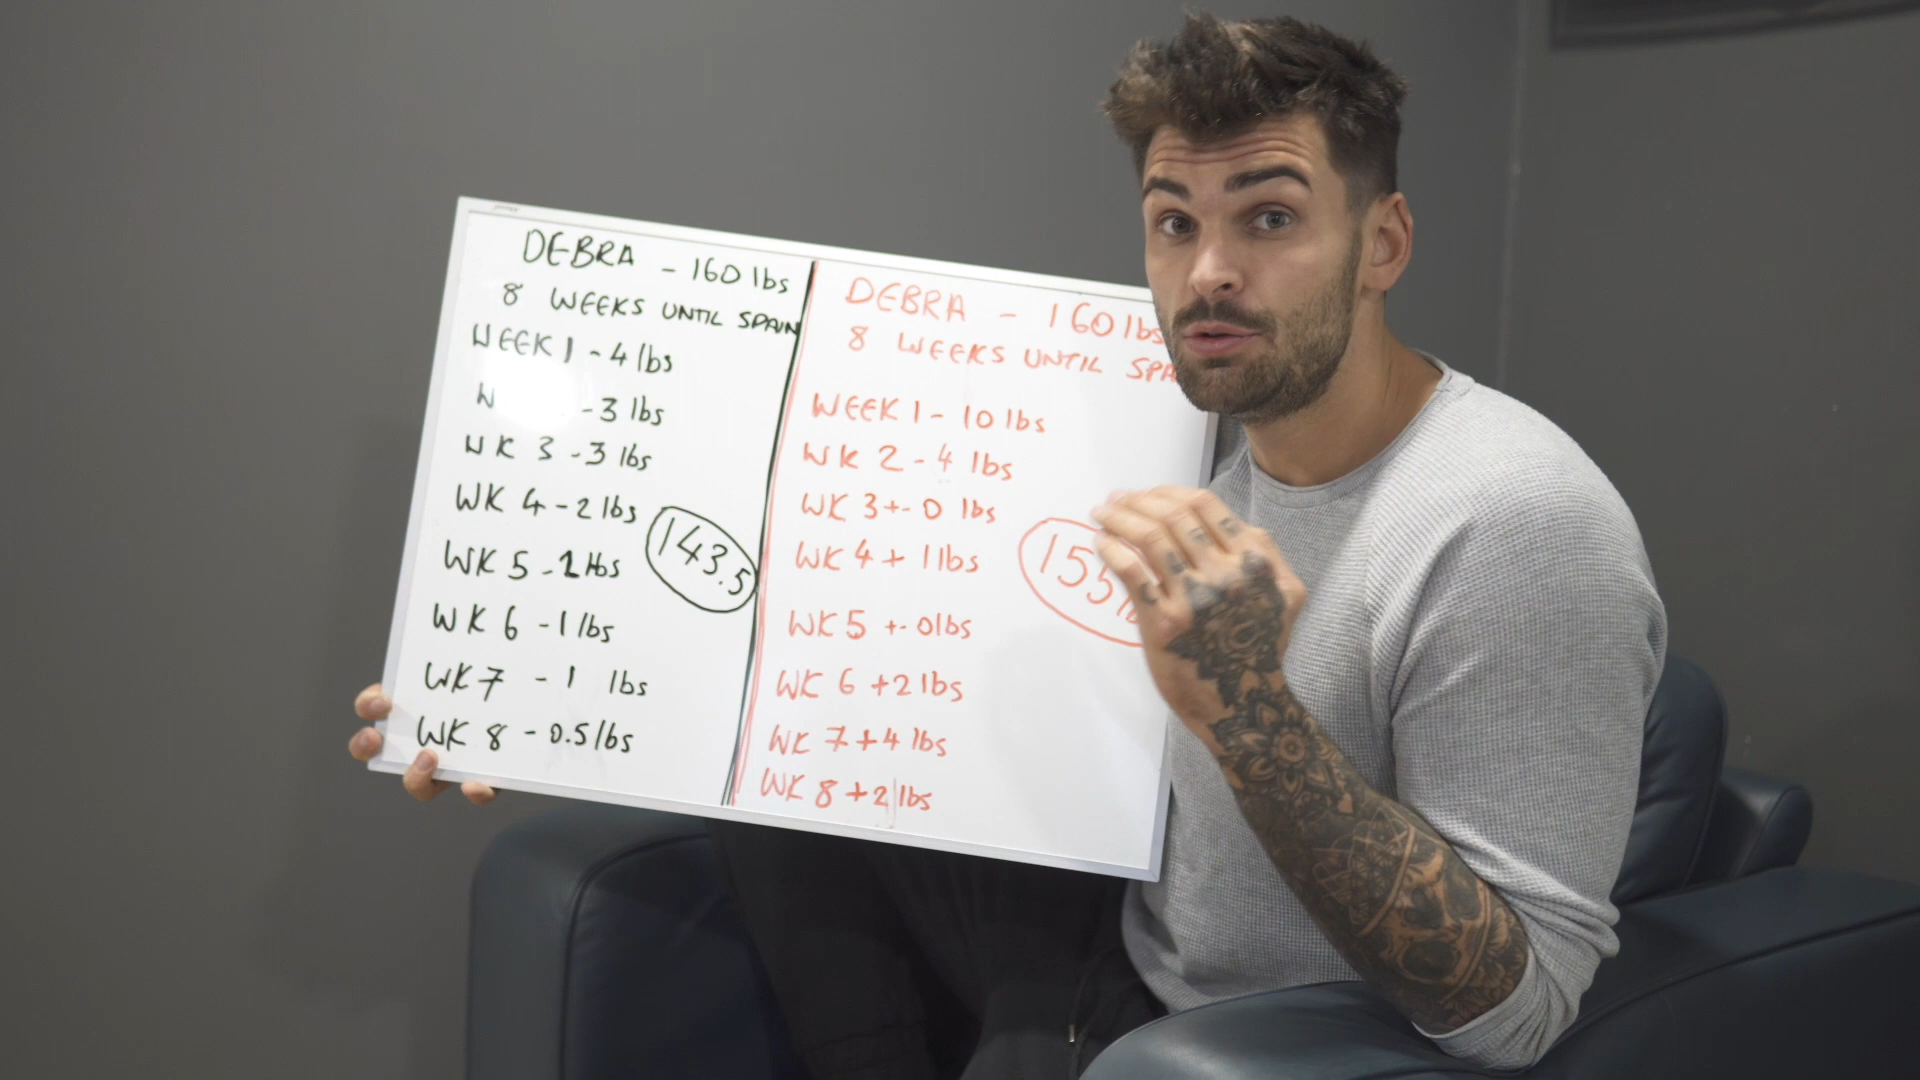 DEBRA - 160 lbs
8 WEEKS UNTIL SPAIN
WEEK 1 - 4 lbs
W - 3 lbs
WK 3 - 3 lbs
WK 4 - 2 lbs
WK 5 - 2 lbs
WK 6 - 1 lbs
WK 7 - 1 lbs
WK 8 - 0.5 lbs
143.5
DEBRA - 160 lbs
8 WEEKS UNTIL SPA
WEEK 1 - 10 lbs
WK 2 - 4 lbs
WK 3 +- 0 lbs
WK 4 + 1 lbs
WK 5 +- 0 lbs
WK 6 + 2 lbs
WK 7 + 4 lbs
WK 8 + 2 lbs
155